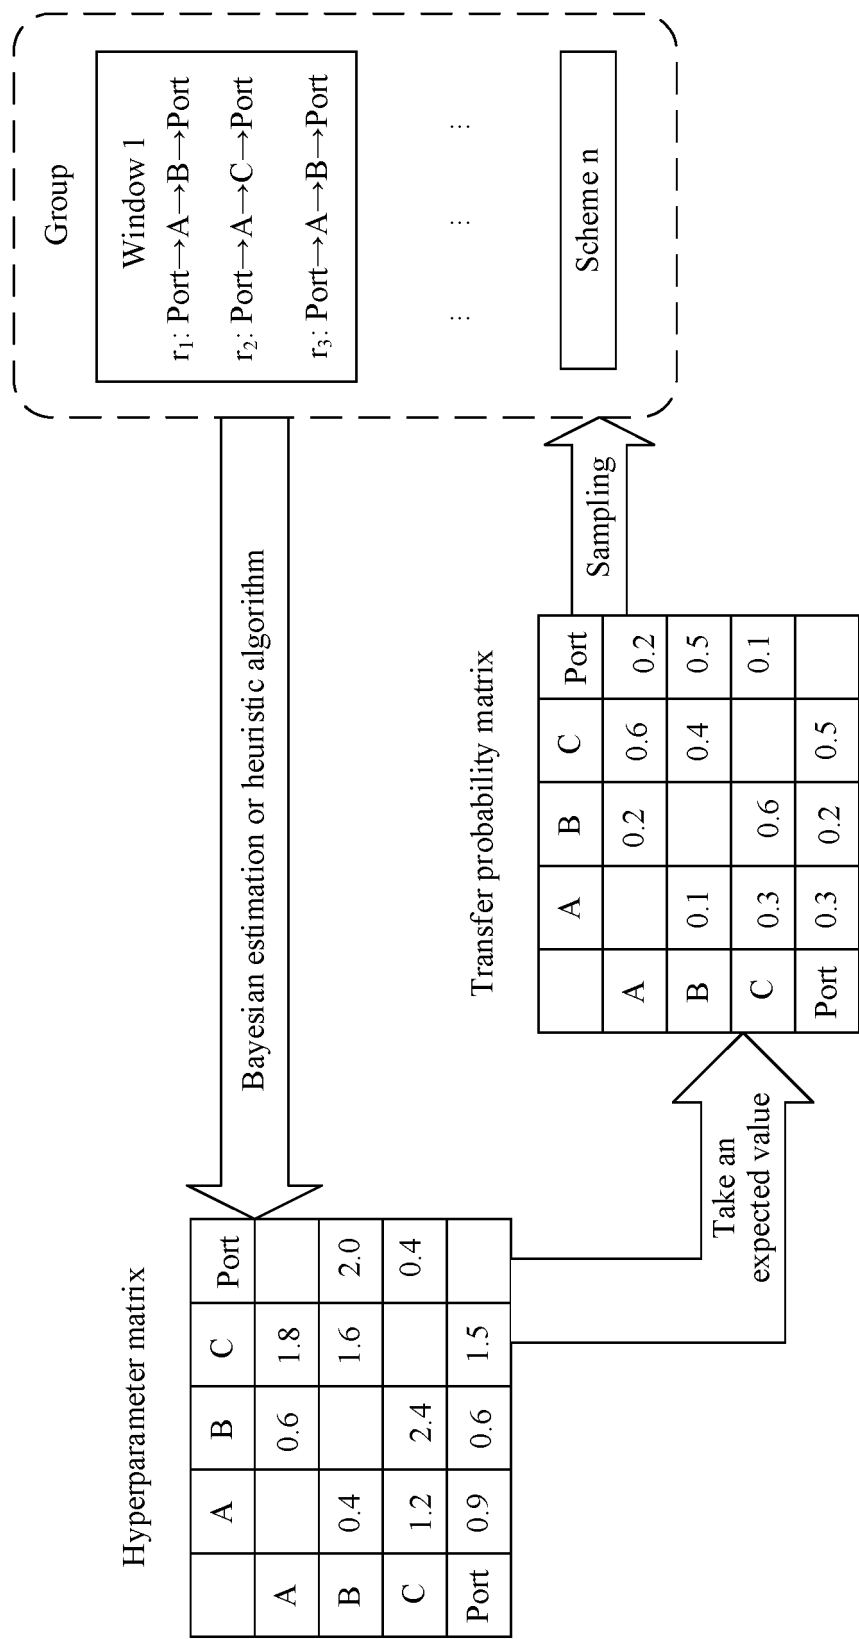 Group
Window 1
r₁: Port→A→B→Port
r₂: Port→A→C→Port
r₃: Port→A→B→Port
... ... ...
Scheme n
Bayesian estimation or heuristic algorithm
Sampling
Hyperparameter matrix
A B C Port
A 0.6 1.8
B 0.4 1.6 2.0
C 1.2 2.4 0.4
Port 0.9 0.6 1.5
Take an
expected value
Transfer probability matrix
A B C Port
A 0.2 0.6 0.2
B 0.1 0.4 0.5
C 0.3 0.6 0.1
Port 0.3 0.2 0.5